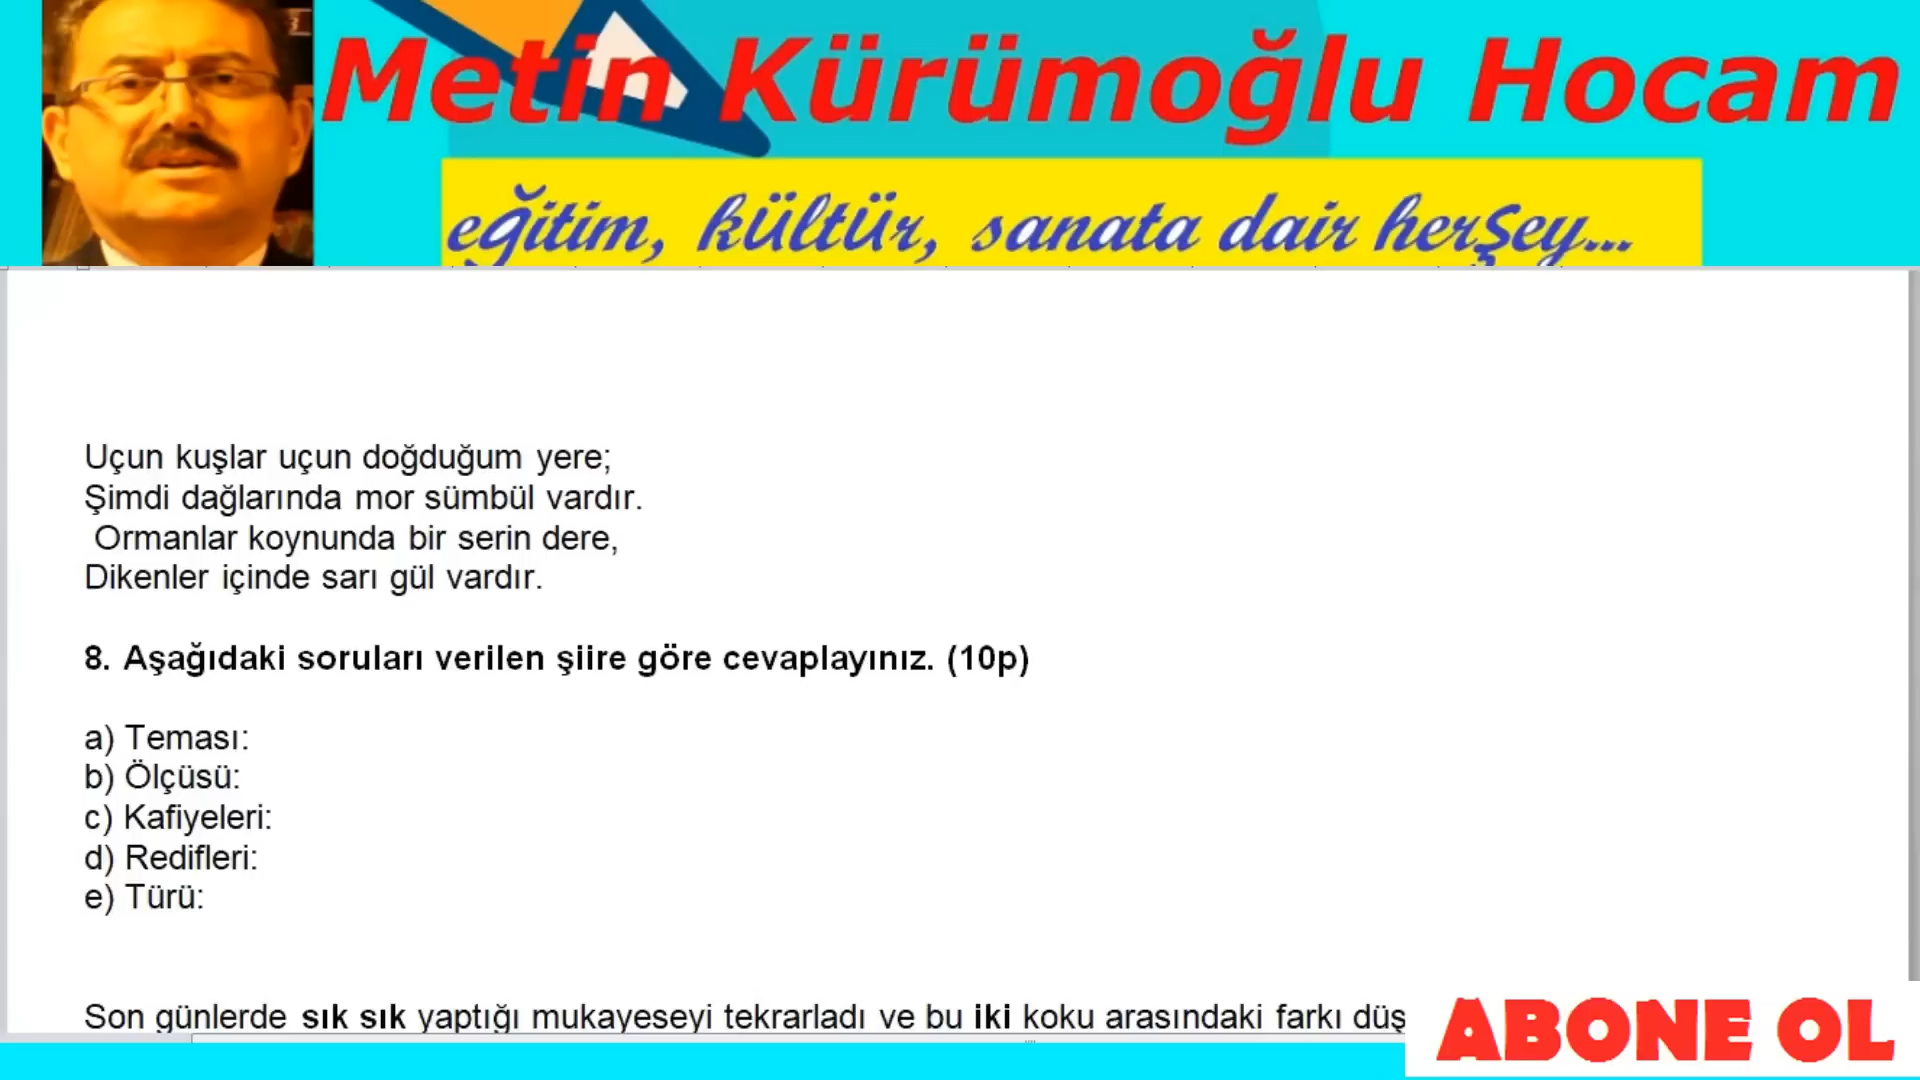 Metin Kürümoğlu Hocam
eğitim, kültür, sanata dair herşey...
Uçun kuşlar uçun doğduğum yere;
Şimdi dağlarında mor sümbül vardır.
Ormanlar koynunda bir serin dere,
Dikenler içinde sarı gül vardır.
8. Aşağıdaki soruları verilen şiire göre cevaplayınız. (10p)
a) Teması:
b) Ölçüsü:
c) Kafiyeleri:
d) Redifleri:
e) Türü:
Son günlerde sık sık yaptığı mukayeseyi tekrarladı ve bu iki koku arasındaki farkı düş
ABONE OL